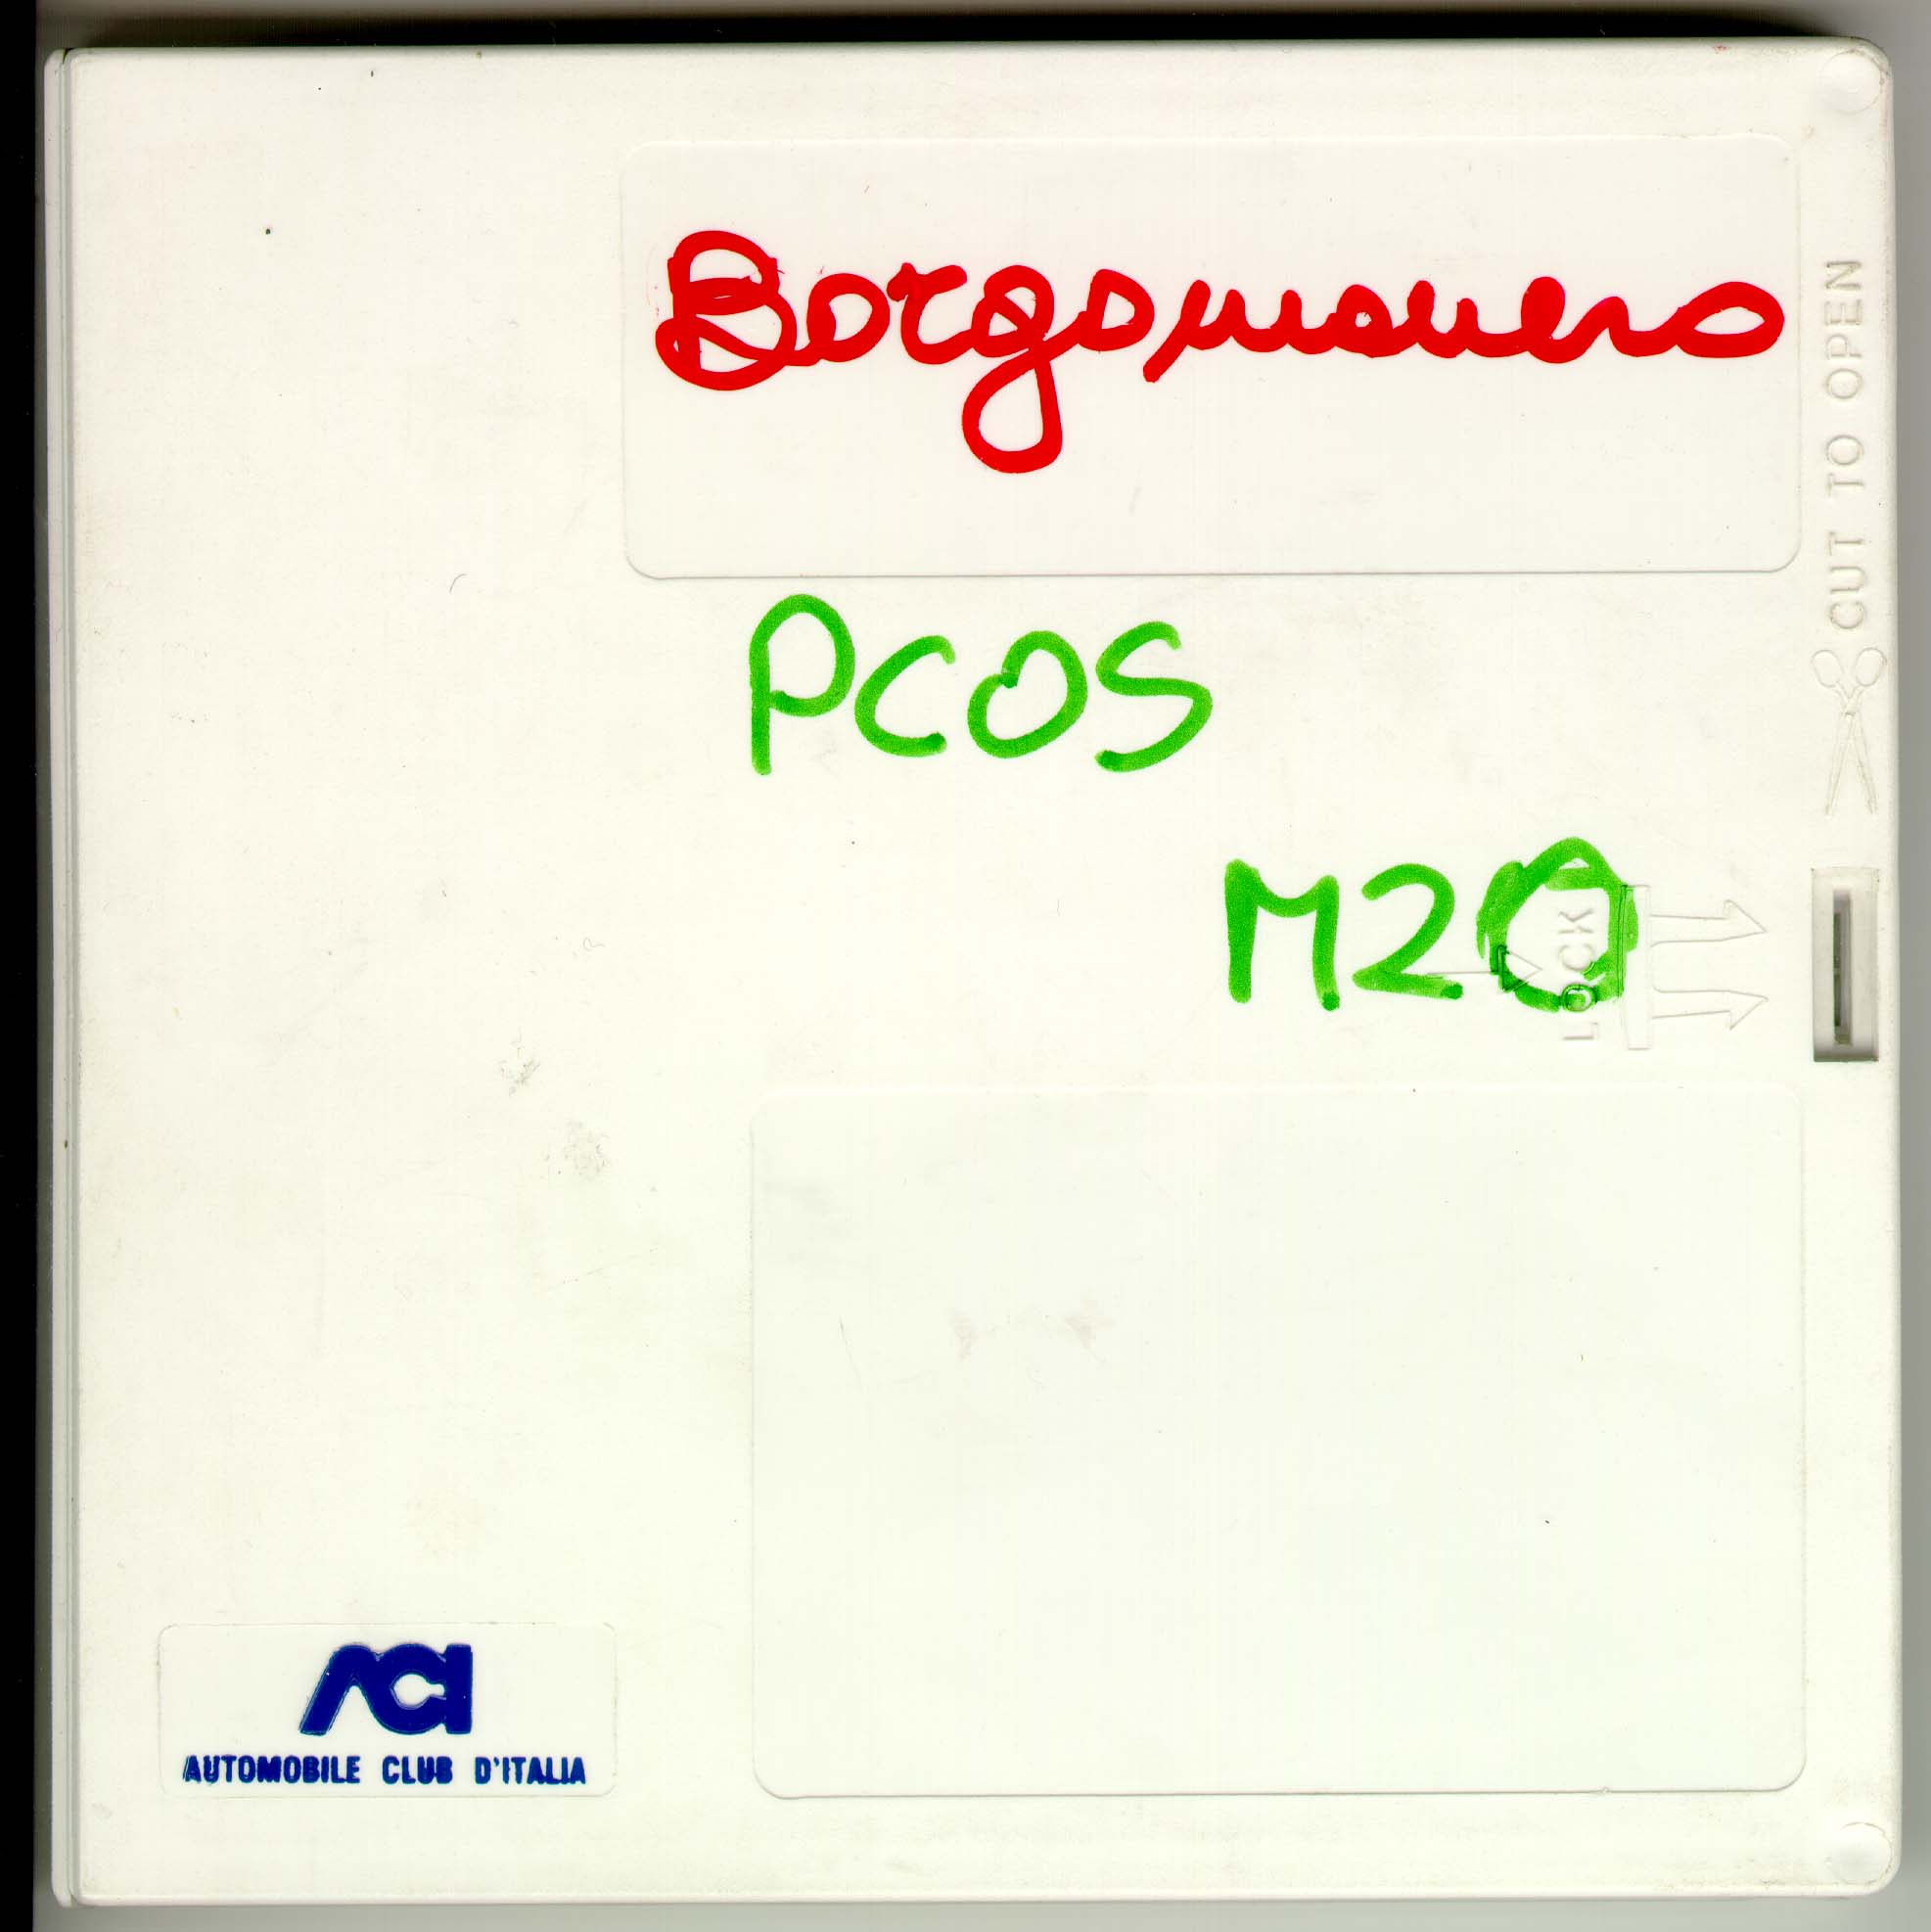 Borgomanero
CUT TO OPEN
PCOS
M20
LOCK
ACI
AUTOMOBILE CLUB D'ITALIA